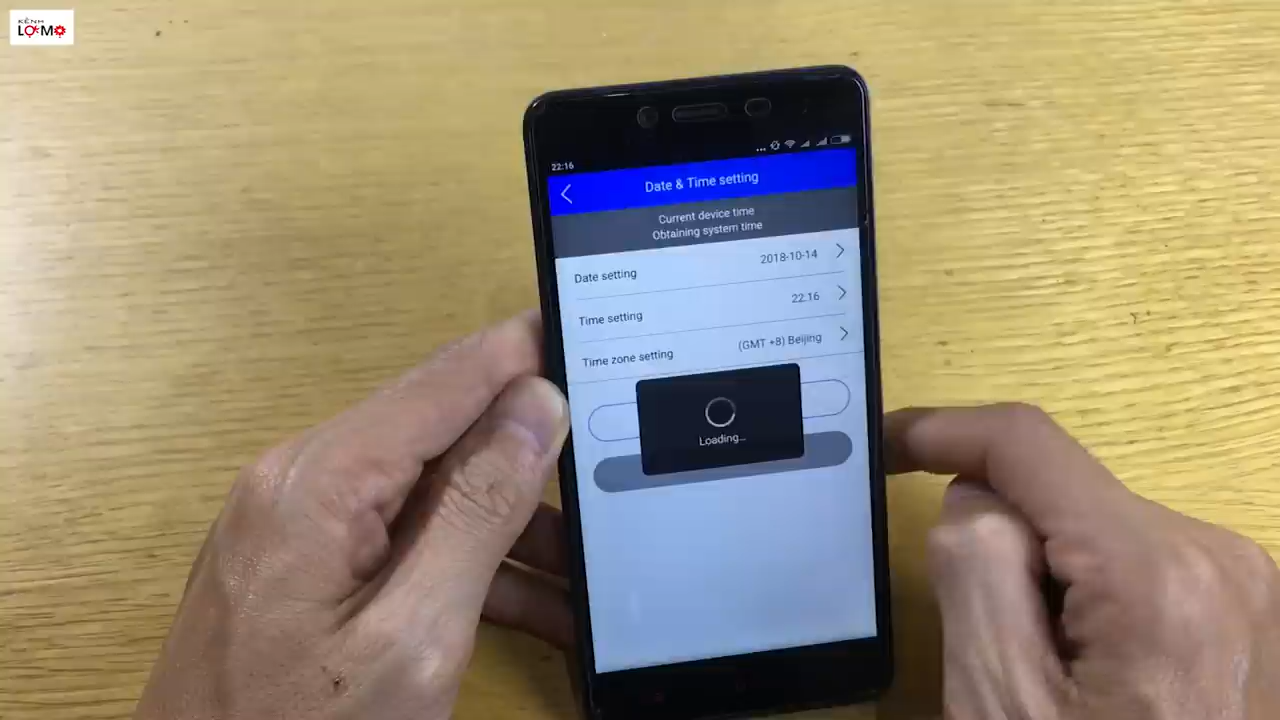 KÊNH
LOMO
22:16
Date & Time setting
Current device time
Obtaining system time
Date setting 2018-10-14
Time setting 22:16
Time zone setting (GMT +8) Beijing
Loading...